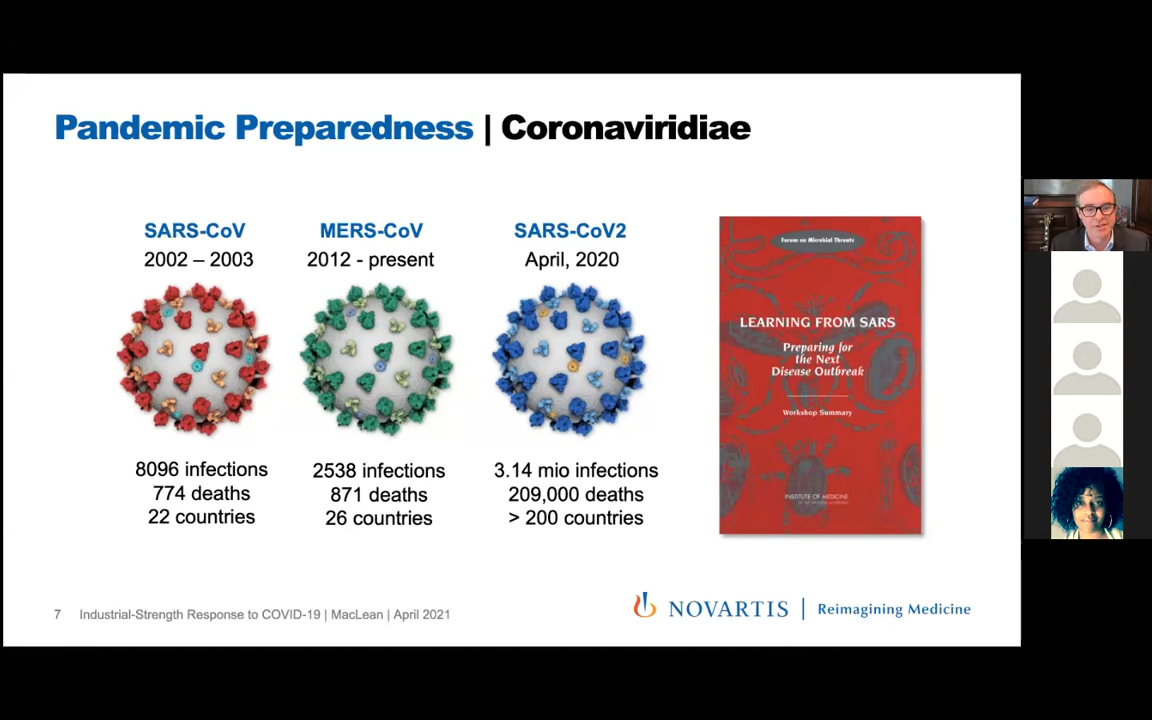 Pandemic Preparedness | Coronaviridiae
SARS-CoV
2002 – 2003
8096 infections
774 deaths
22 countries
MERS-CoV
2012 - present
2538 infections
871 deaths
26 countries
SARS-CoV2
April, 2020
3.14 mio infections
209,000 deaths
> 200 countries
Forum on Microbial Threats
LEARNING FROM SARS
Preparing for
the Next
Disease Outbreak
Workshop Summary
INSTITUTE OF MEDICINE
7 Industrial-Strength Response to COVID-19 | MacLean | April 2021
NOVARTIS | Reimagining Medicine